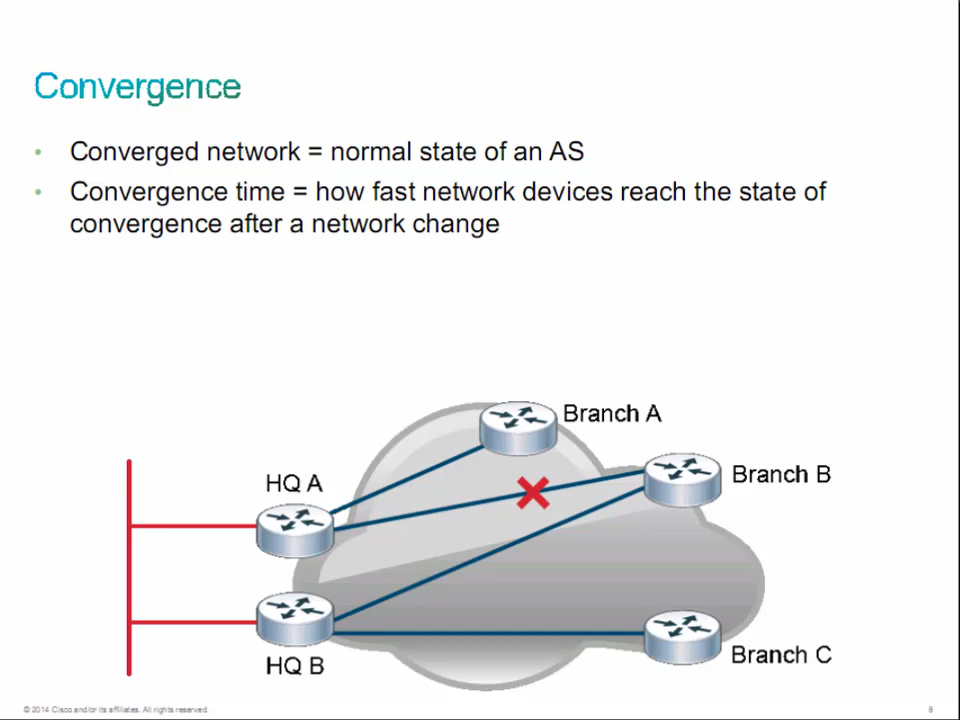 Convergence
• Converged network = normal state of an AS
• Convergence time = how fast network devices reach the state of
convergence after a network change
Branch A
HQ A
Branch B
HQ B
Branch C
© 2014 Cisco and/or its affiliates. All rights reserved.
8